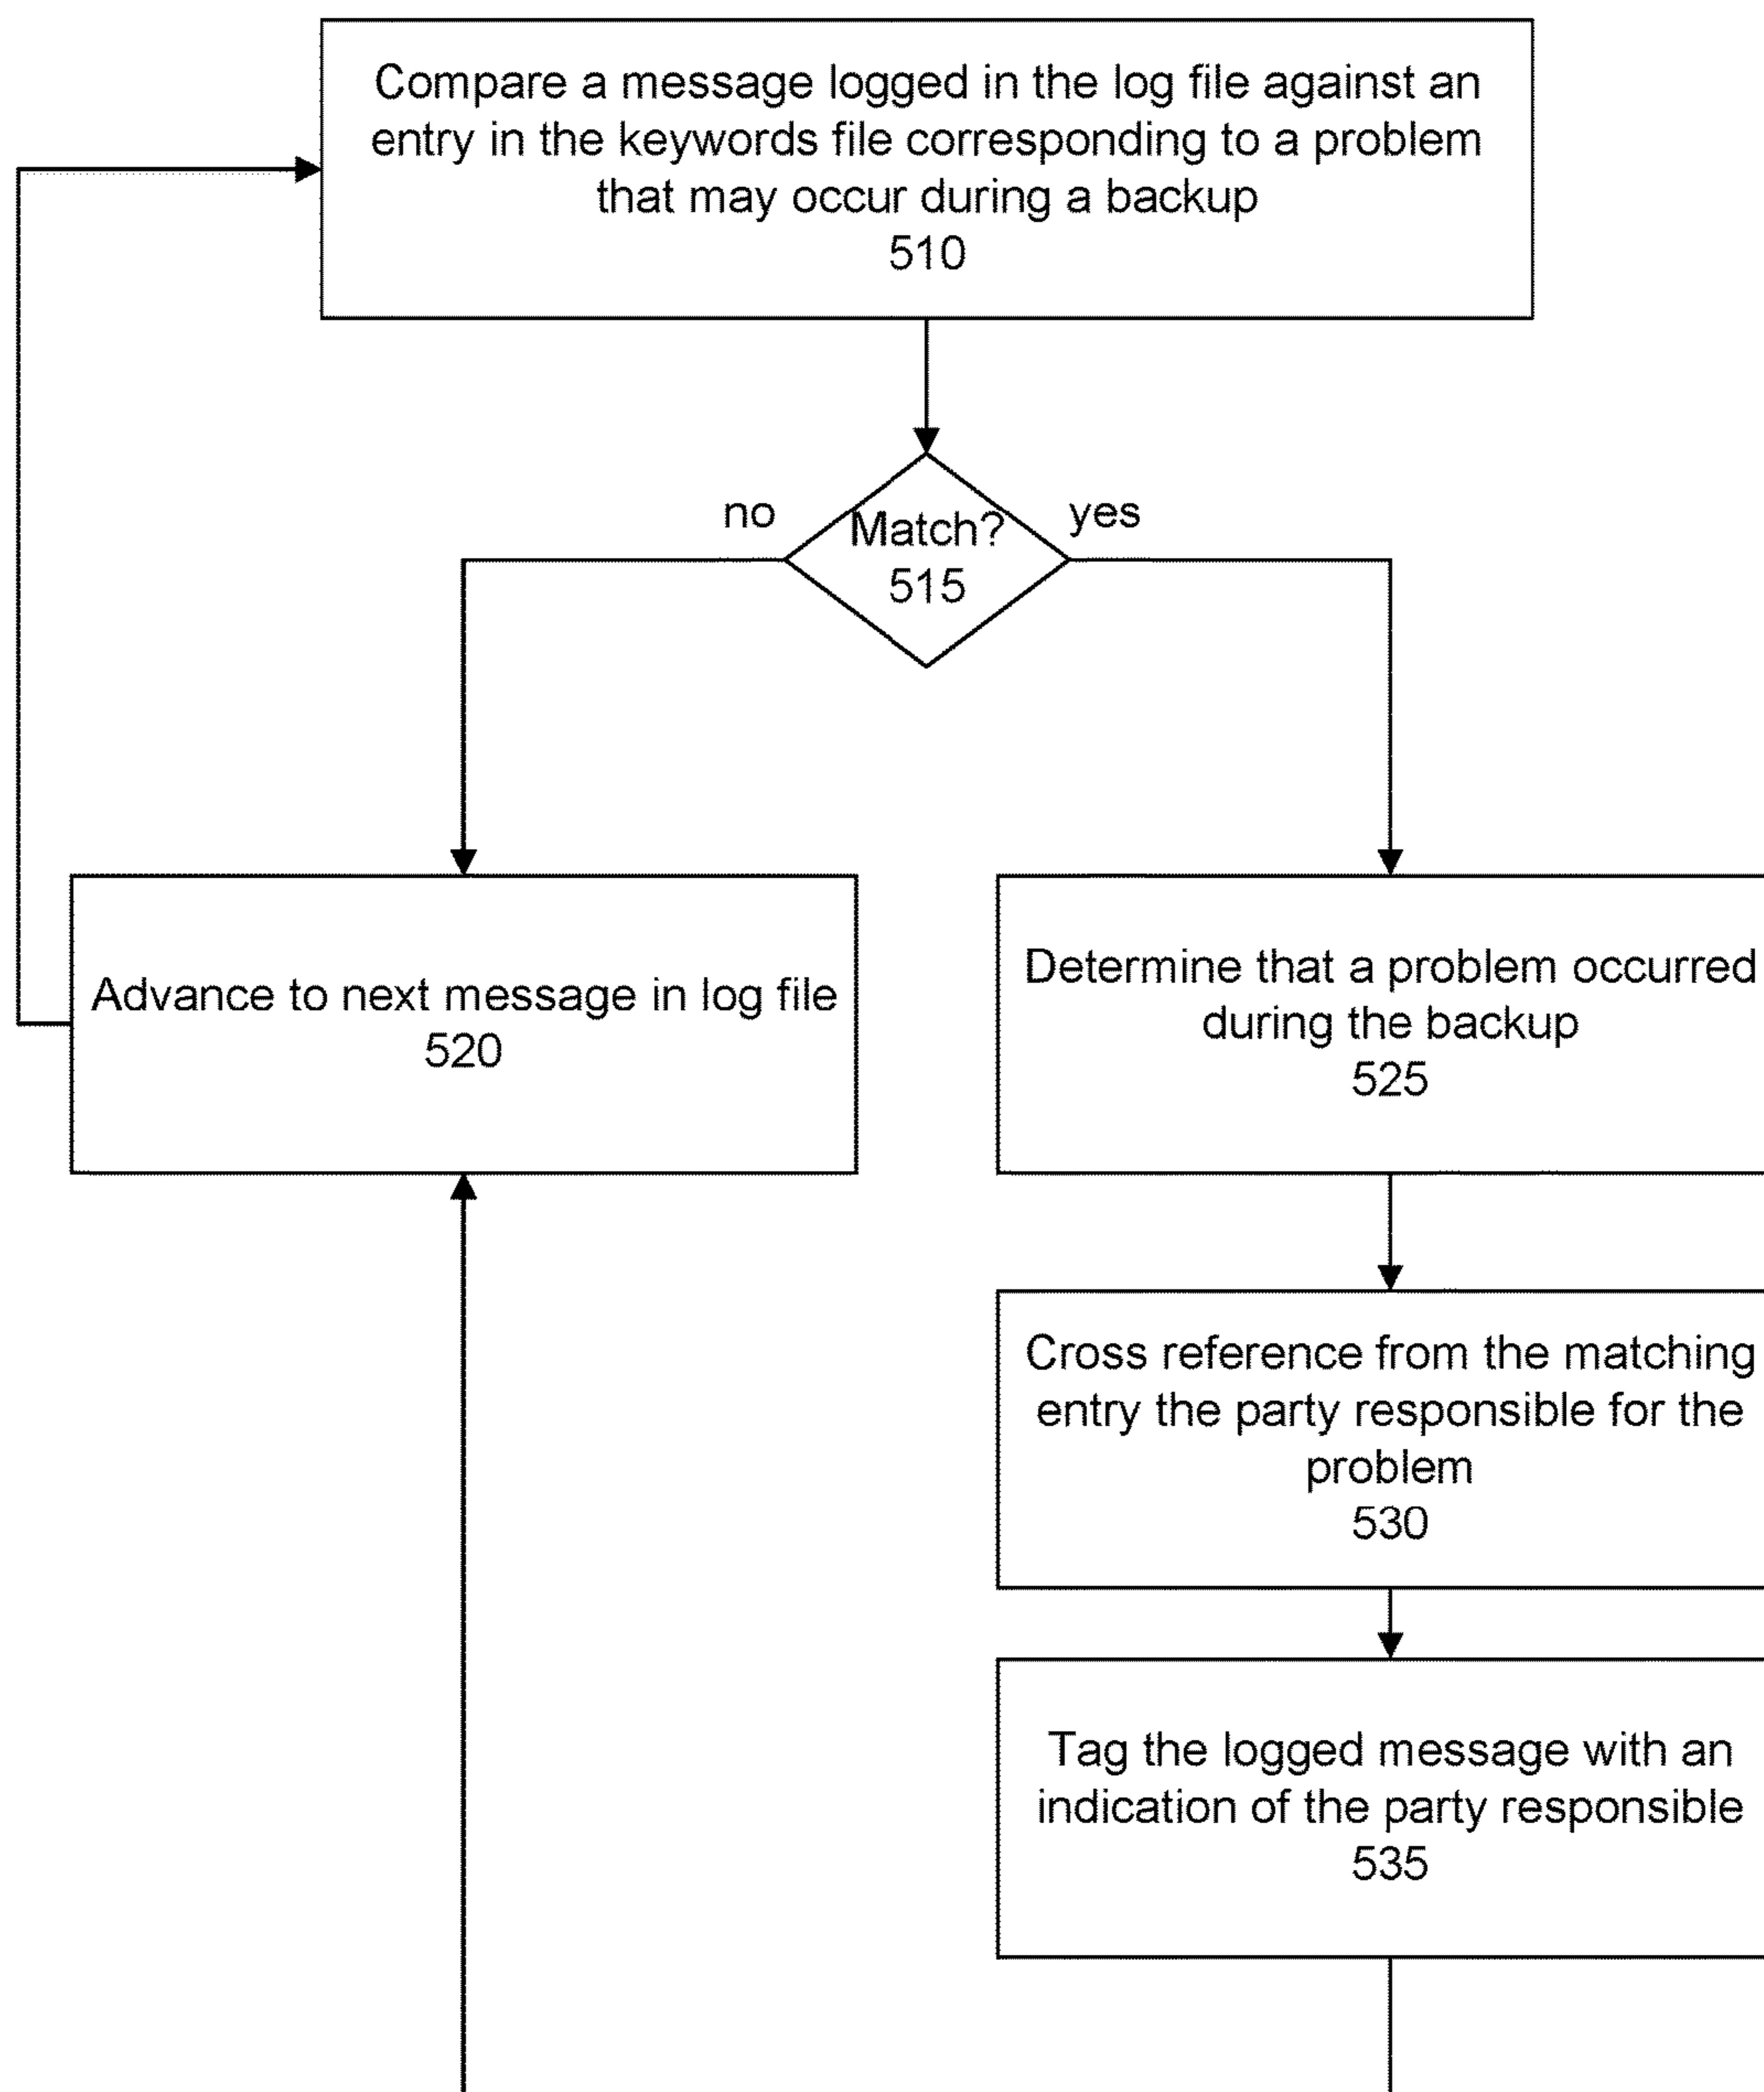 Compare a message logged in the log file against an
entry in the keywords file corresponding to a problem
that may occur during a backup
510
no
Match?
515
yes
Advance to next message in log file
520
Determine that a problem occurred
during the backup
525
Cross reference from the matching
entry the party responsible for the
problem
530
Tag the logged message with an
indication of the party responsible
535